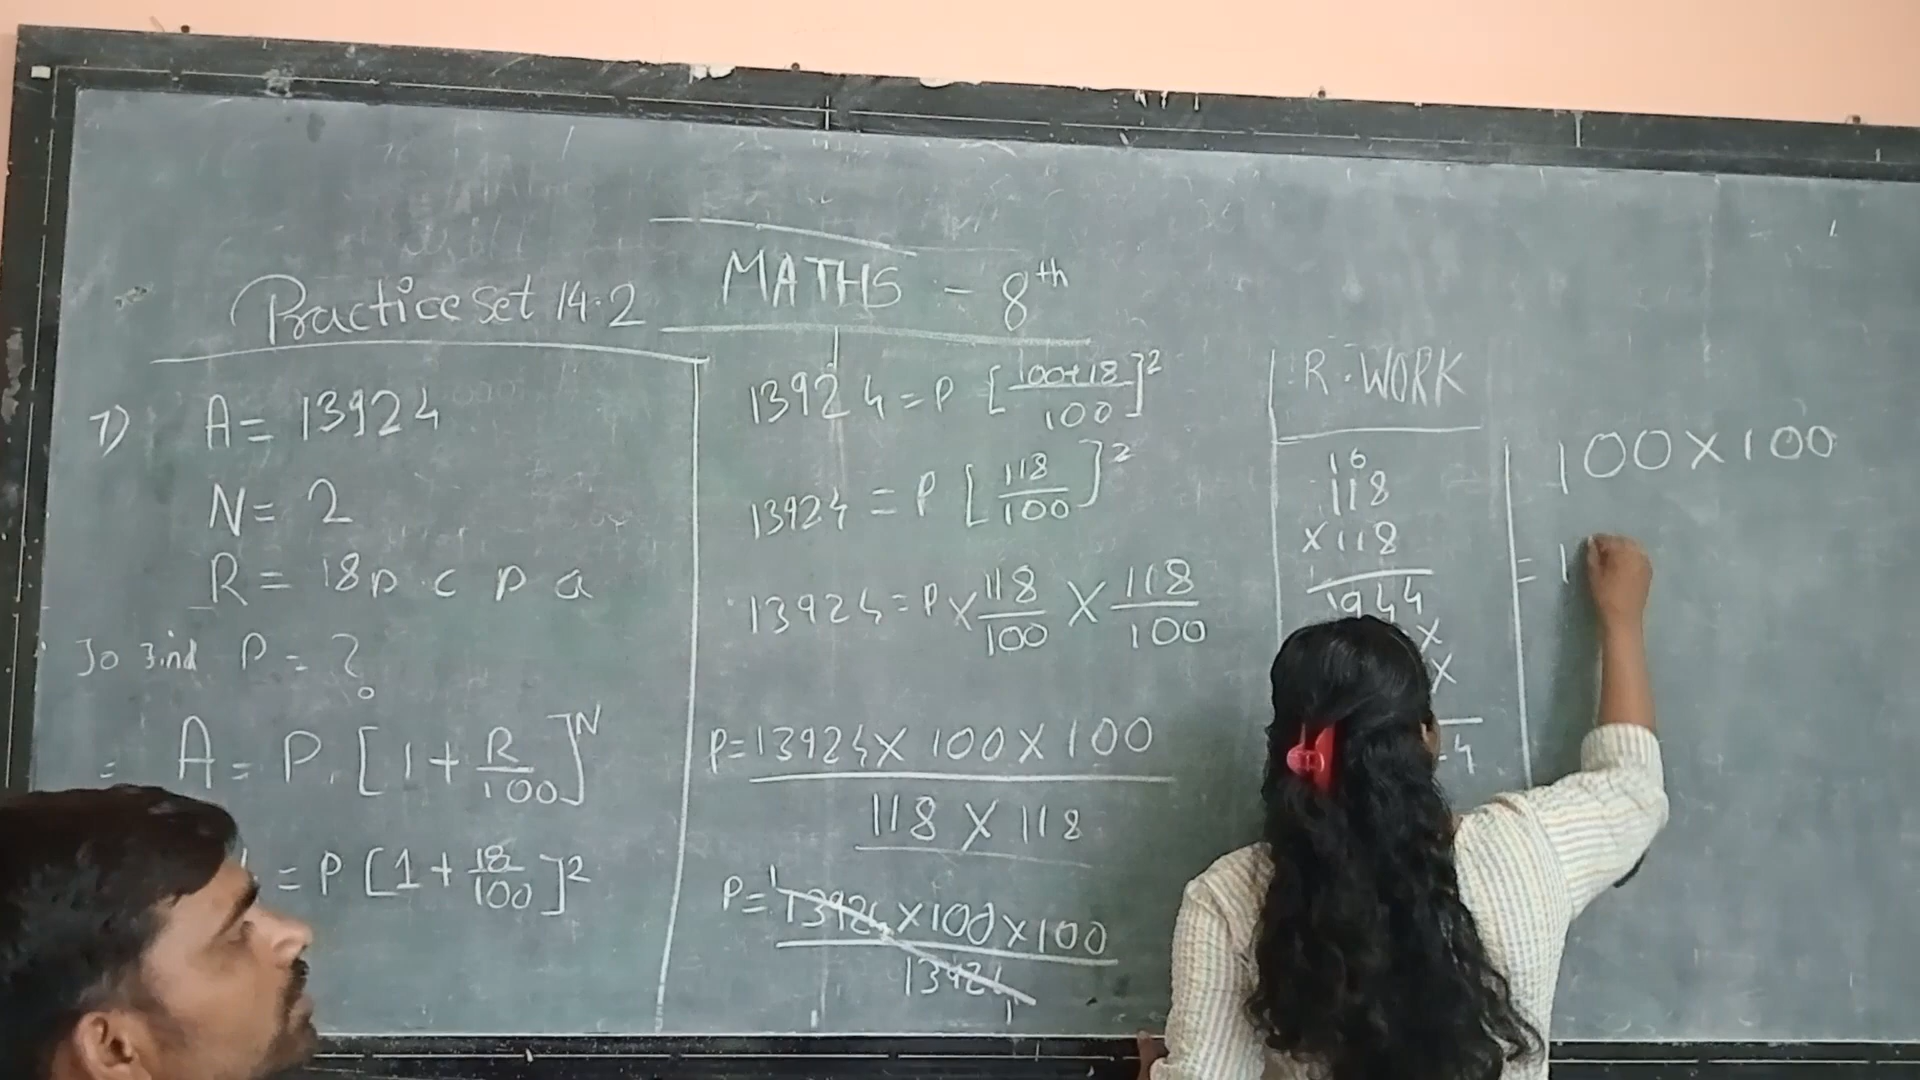 MATHS - 8th
Practice set 14.2
7) A = 13924
N = 2
R = 18 p c p a
To find P = ?
= A = P. [1 + R/100]^N
= P [1 + 18/100]^2
13924 = P [100+18/100]^2
13924 = P [118/100]^2
13924 = P × 118/100 × 118/100
P = 13924 × 100 × 100
118 × 118
P = 13924 × 100 × 100
13924
R. WORK
118
×118
944
×
×
4
100 × 100
= 1